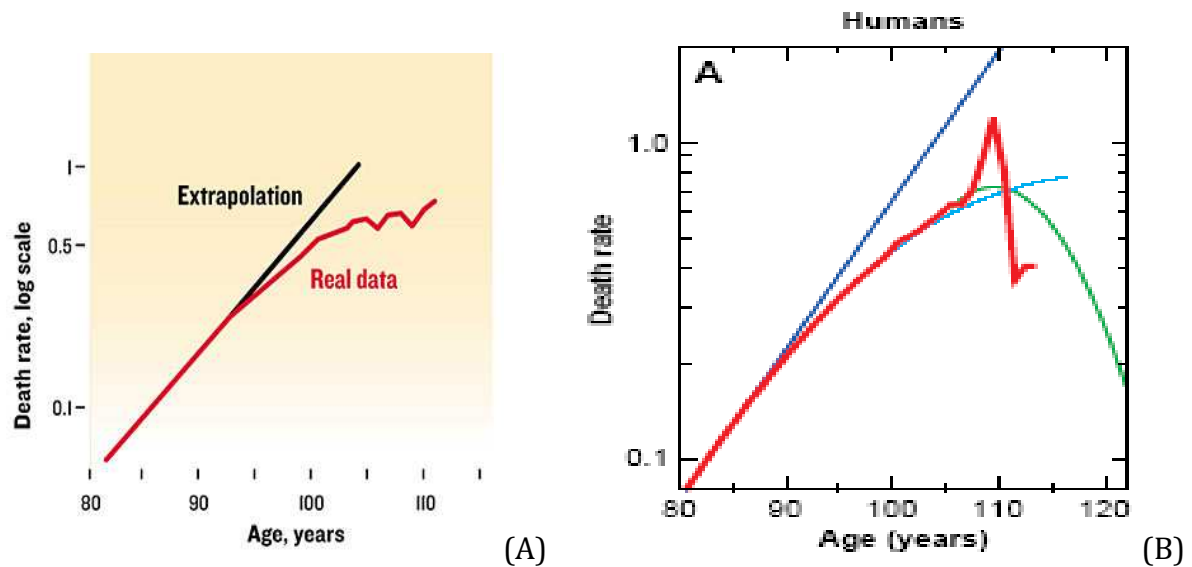 Death rate, log scale
1
0.5
0.1
Extrapolation
Real data
80 90 100 110
Age, years
(A)
Humans
A
Death rate
1.0
0.1
80 90 100 110 120
Age (years)
(B)